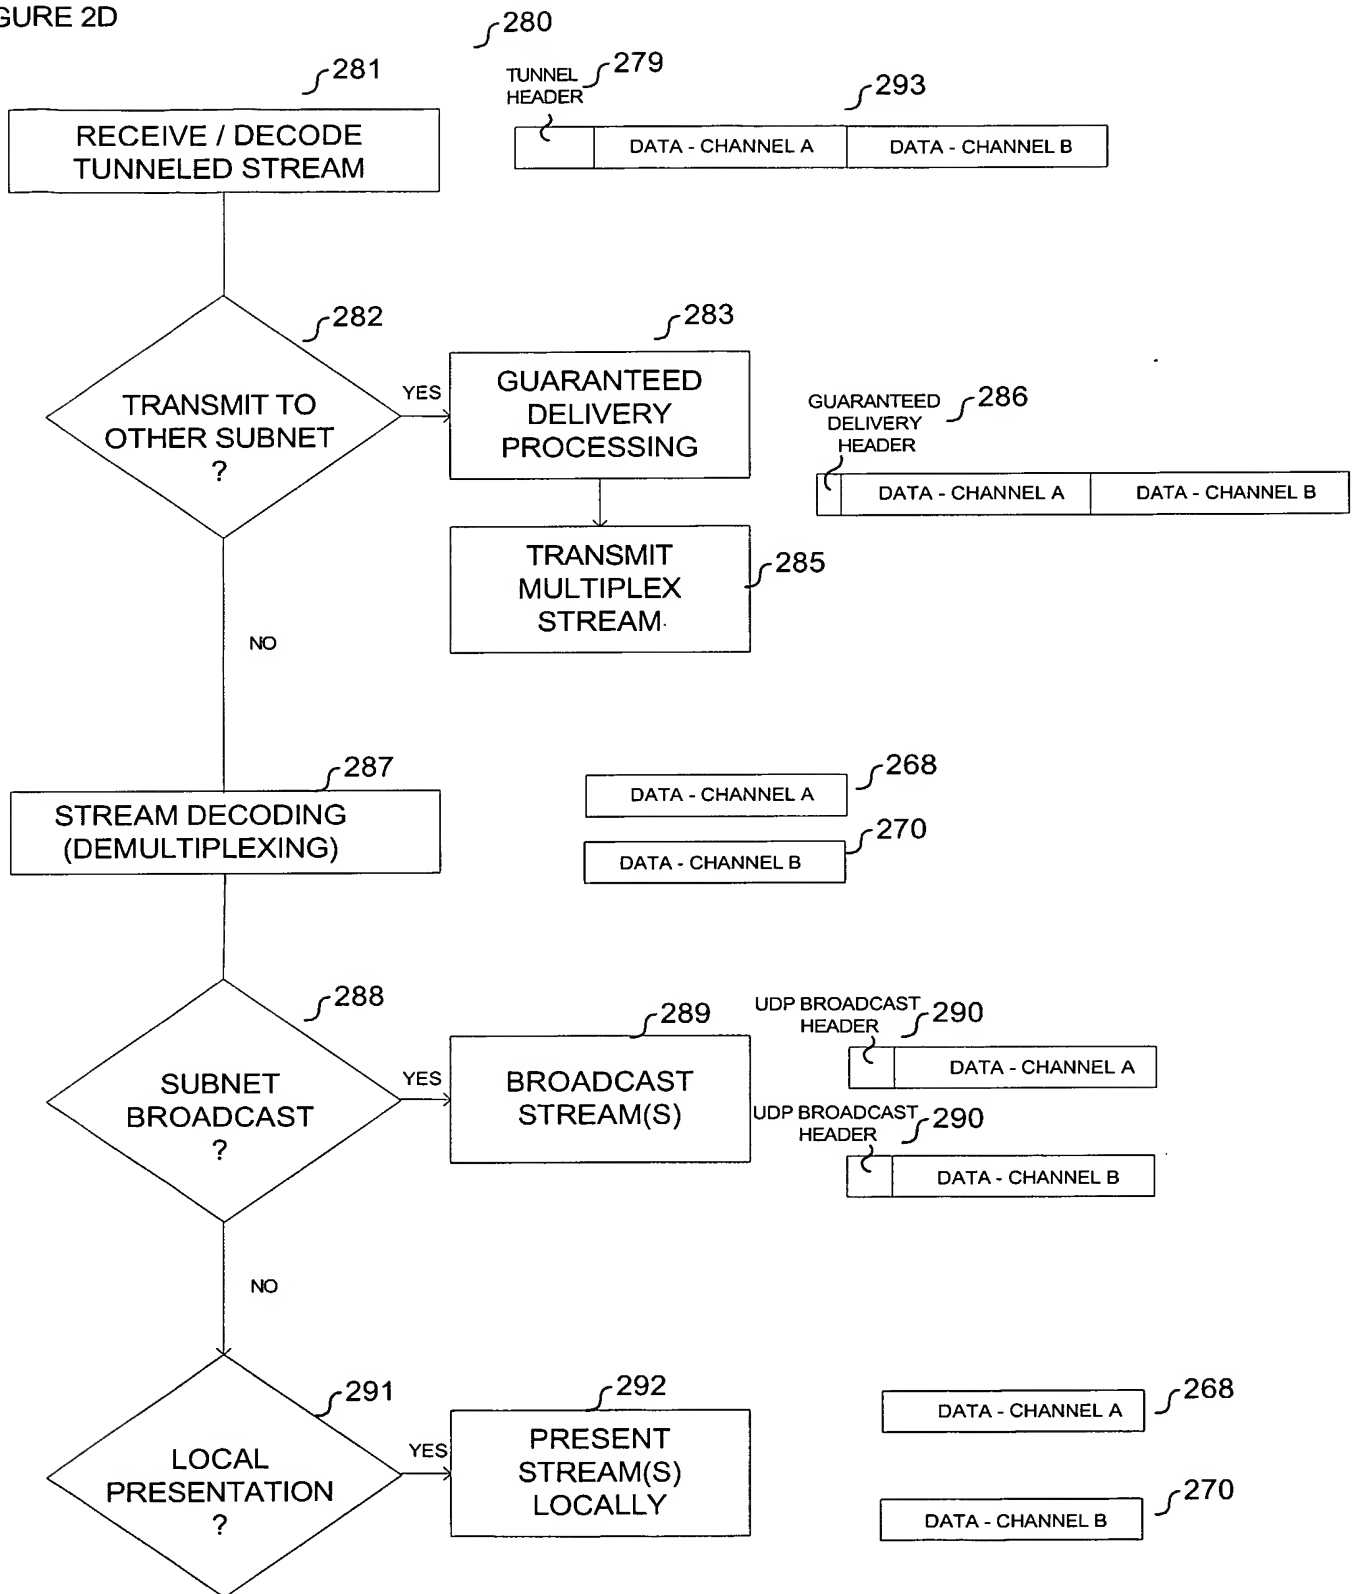 GURE 2D
280
281
TUNNEL
HEADER
279
293
RECEIVE / DECODE
TUNNELED STREAM
DATA - CHANNEL A
DATA - CHANNEL B
282
283
TRANSMIT TO
OTHER SUBNET
?
YES
GUARANTEED
DELIVERY
PROCESSING
GUARANTEED
DELIVERY
HEADER
286
DATA - CHANNEL A
DATA - CHANNEL B
TRANSMIT
MULTIPLEX
STREAM
285
NO
287
STREAM DECODING
(DEMULTIPLEXING)
DATA - CHANNEL A
268
DATA - CHANNEL B
270
288
289
SUBNET
BROADCAST
?
YES
BROADCAST
STREAM(S)
UDP BROADCAST
HEADER
290
DATA - CHANNEL A
UDP BROADCAST
HEADER
290
DATA - CHANNEL B
NO
291
292
LOCAL
PRESENTATION
?
YES
PRESENT
STREAM(S)
LOCALLY
DATA - CHANNEL A
268
DATA - CHANNEL B
270